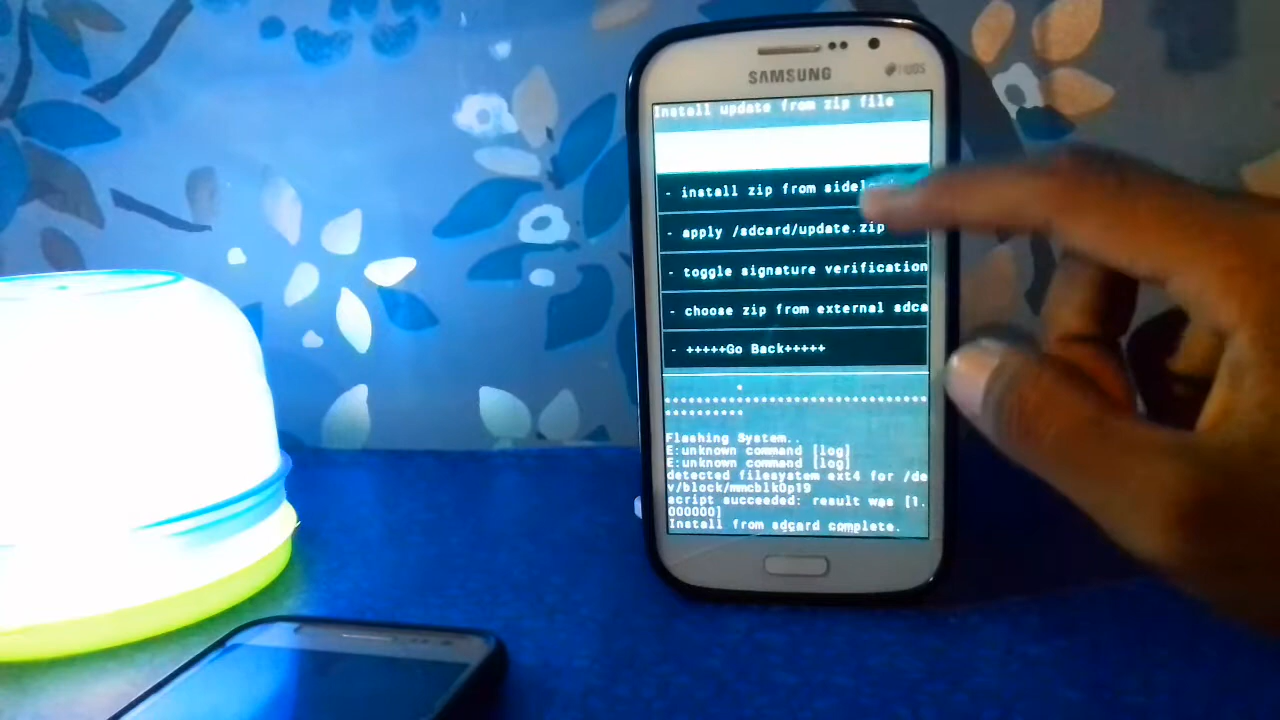 SAMSUNG
DUOS
Install update from zip file
- install zip from sidel
- apply /sdcard/update.zip
- toggle signature verification
- choose zip from external sdca
- +++++Go Back+++++
Flashing System..
E:unknown command [log]
E:unknown command [log]
detected filesystem ext4 for /de
v/block/mmcblk0p19
script succeeded: result was [1.
000000]
Install from sdcard complete.